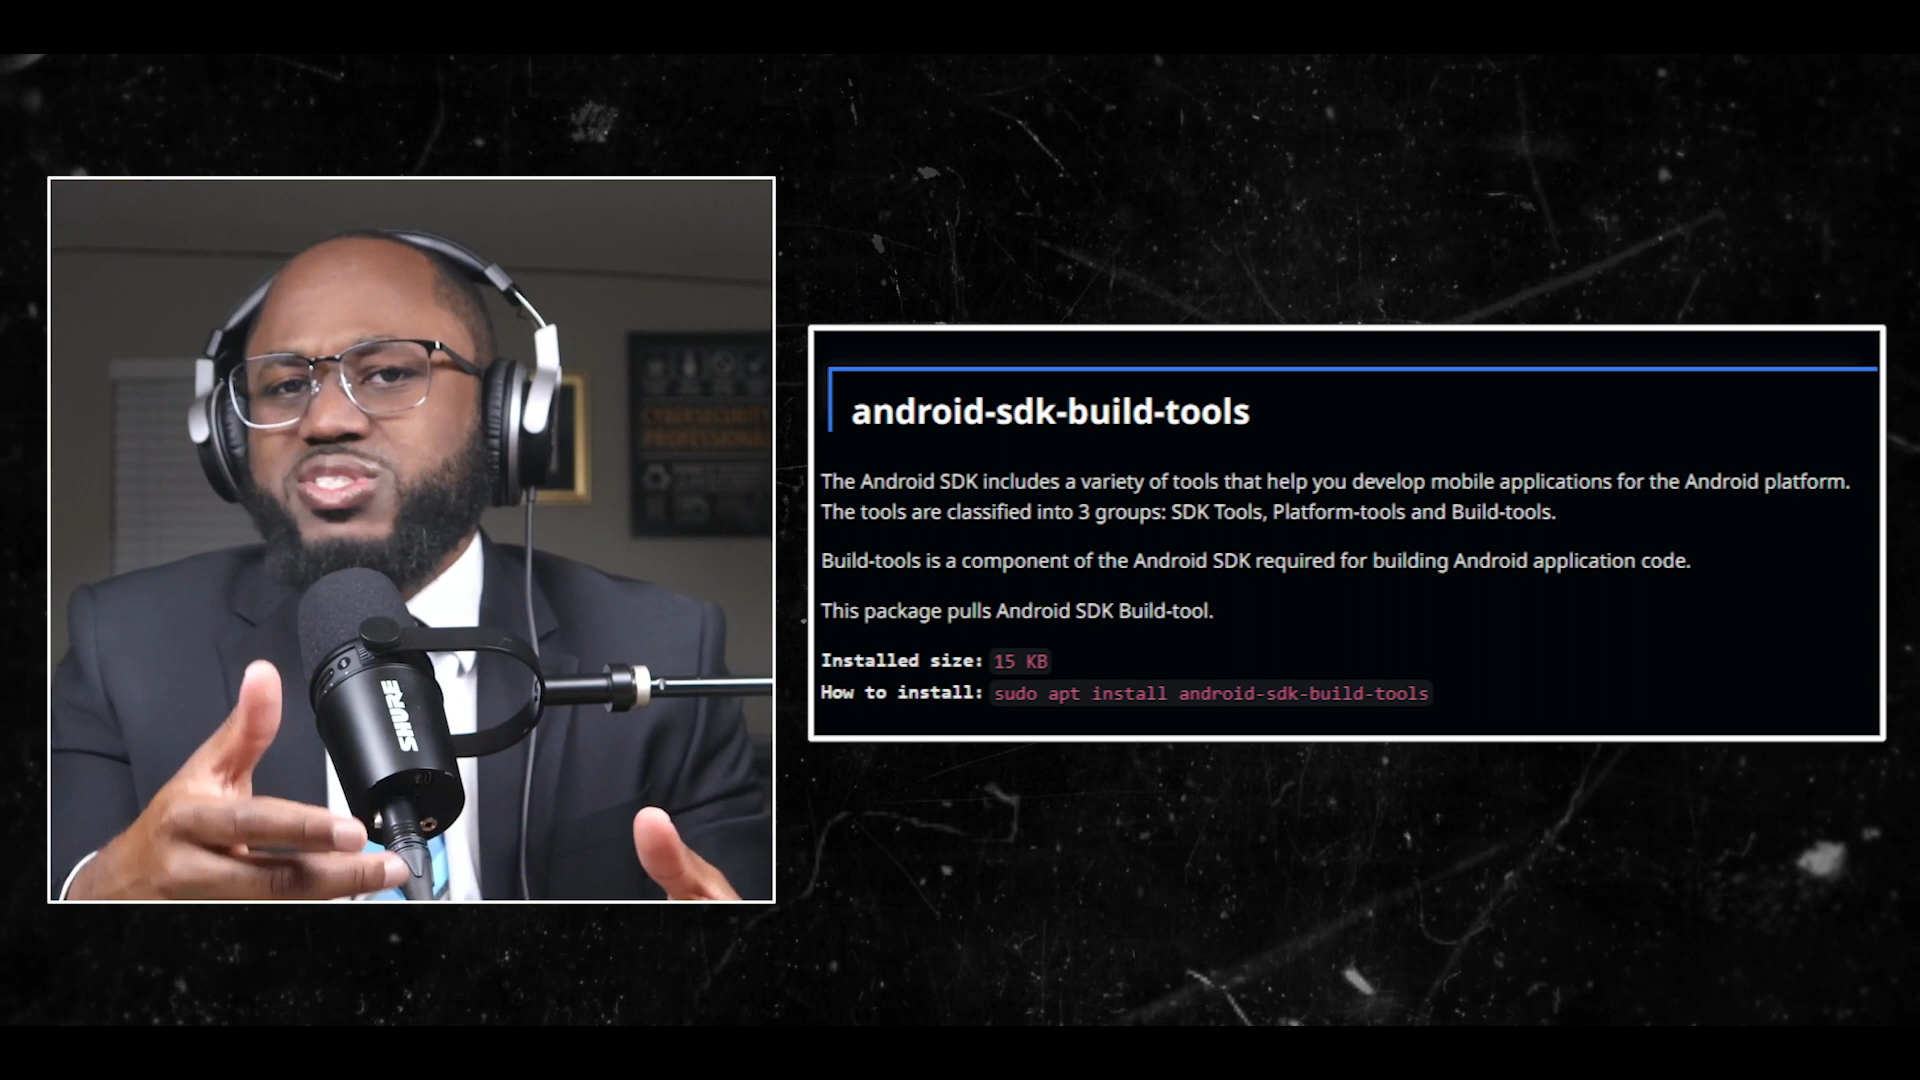 CYBERSECURITY
PROFESSIONAL
SHURE
android-sdk-build-tools
The Android SDK includes a variety of tools that help you develop mobile applications for the Android platform.
The tools are classified into 3 groups: SDK Tools, Platform-tools and Build-tools.
Build-tools is a component of the Android SDK required for building Android application code.
This package pulls Android SDK Build-tool.
Installed size: 15 KB
How to install: sudo apt install android-sdk-build-tools